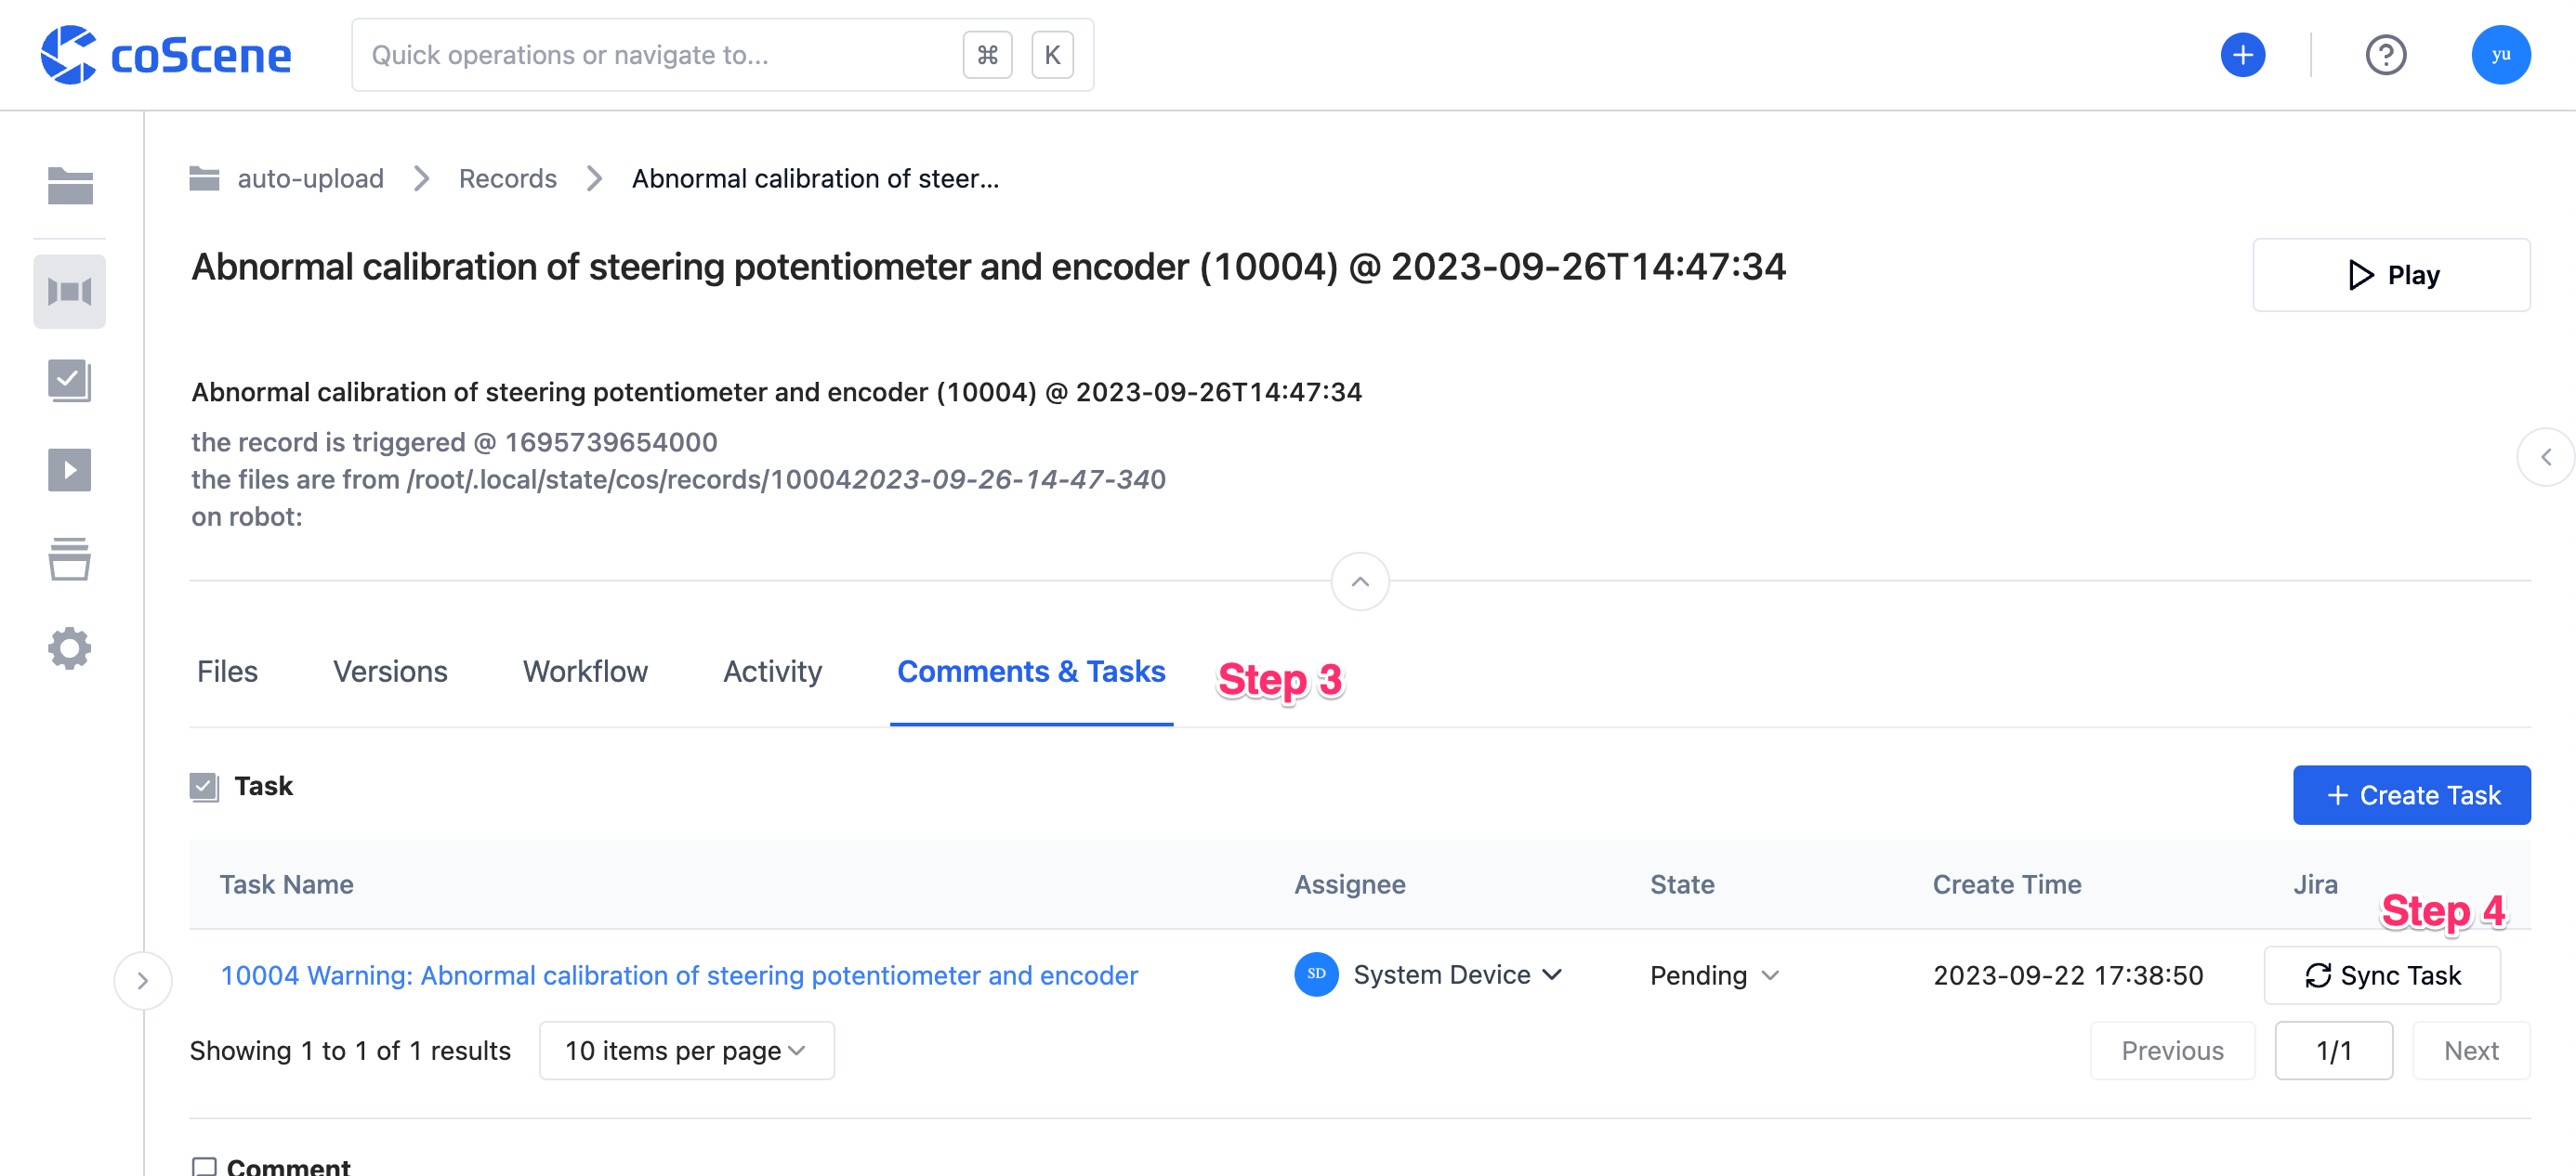 coScene
Quick operations or navigate to...
⌘ K
yu
auto-upload > Records > Abnormal calibration of steer...
Abnormal calibration of steering potentiometer and encoder (10004) @ 2023-09-26T14:47:34
Play
Abnormal calibration of steering potentiometer and encoder (10004) @ 2023-09-26T14:47:34
the record is triggered @ 1695739654000
the files are from /root/.local/state/cos/records/100042023-09-26-14-47-340
on robot:
Files Versions Workflow Activity Comments & Tasks Step 3
Task
+ Create Task
Task Name Assignee State Create Time Jira
Step 4
10004 Warning: Abnormal calibration of steering potentiometer and encoder SD System Device Pending 2023-09-22 17:38:50 Sync Task
Showing 1 to 1 of 1 results 10 items per page Previous 1/1 Next
Comment